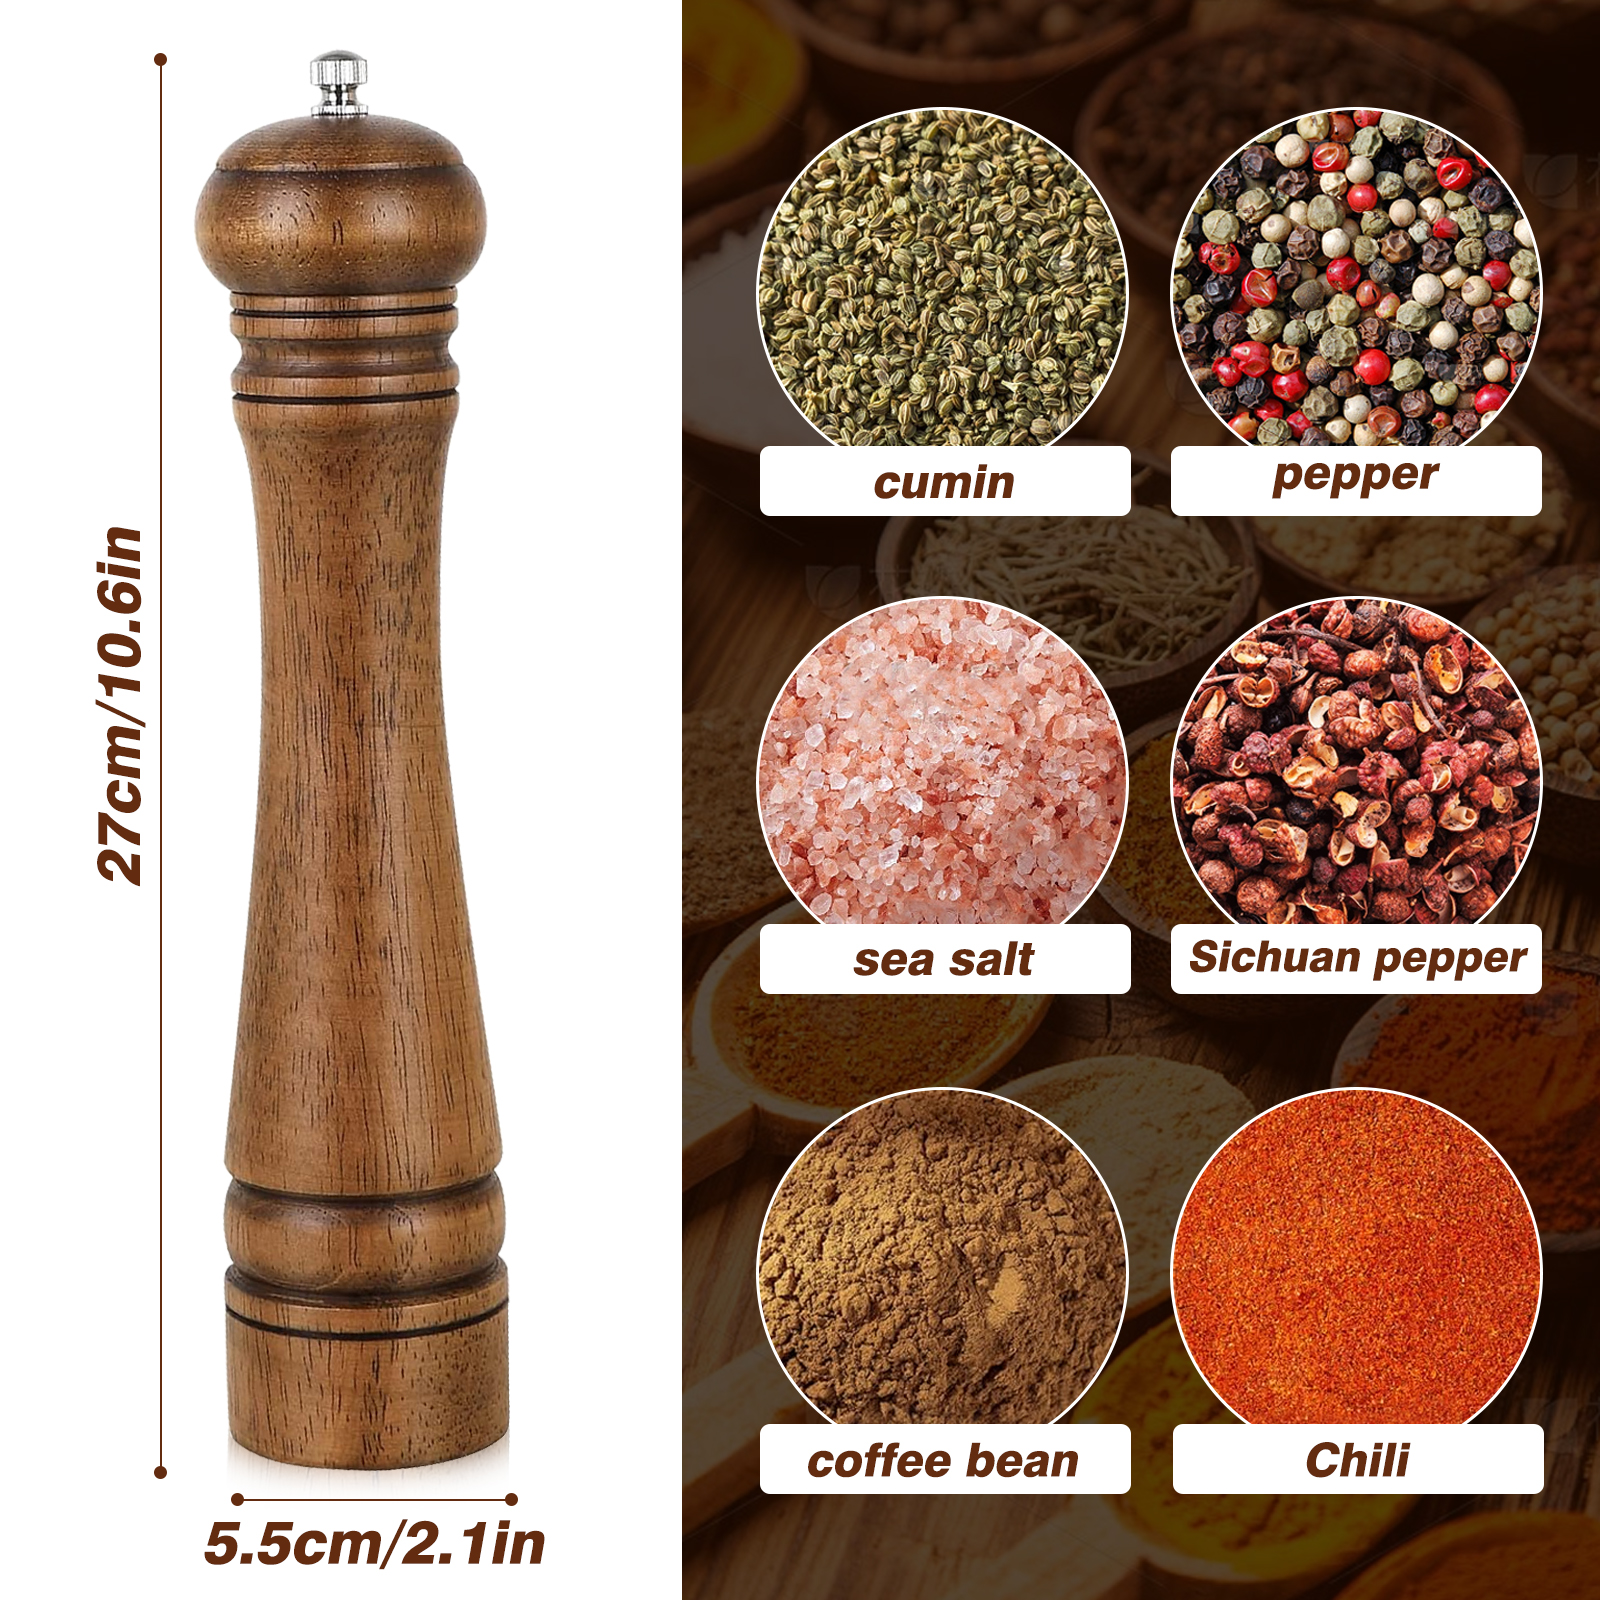 27cm/10.6in
5.5cm/2.1in
cumin
pepper
sea salt
Sichuan pepper
coffee bean
Chili